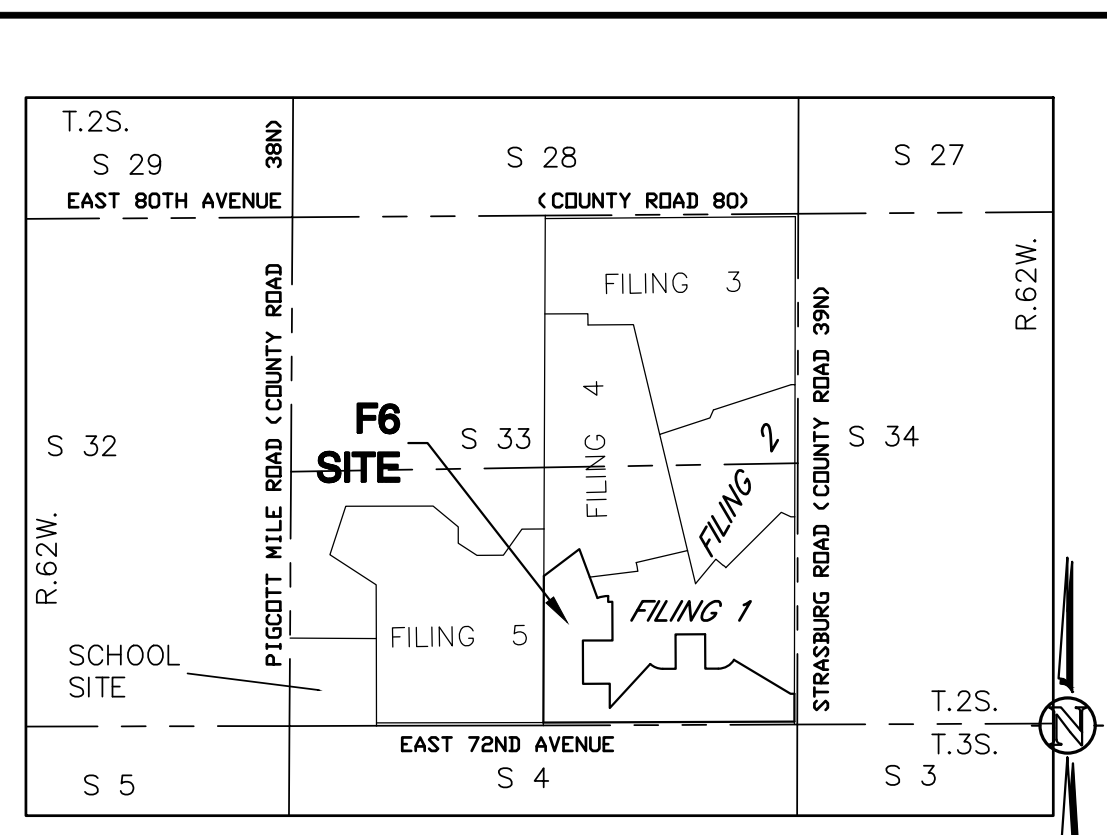 T.2S.
S 29
38N)
S 28
S 27
EAST 80TH AVENUE
(COUNTY ROAD 80)
R.62W.
FILING 3
PIGCOTT MILE ROAD (COUNTY ROAD
STRASBURG ROAD (COUNTY ROAD 39N)
FILING 4
F6
SITE
S 32
S 33
FILING 2
S 34
R.62W.
FILING 1
FILING 5
SCHOOL
SITE
T.2S.
EAST 72ND AVENUE
T.3S.
N
S 5
S 4
S 3